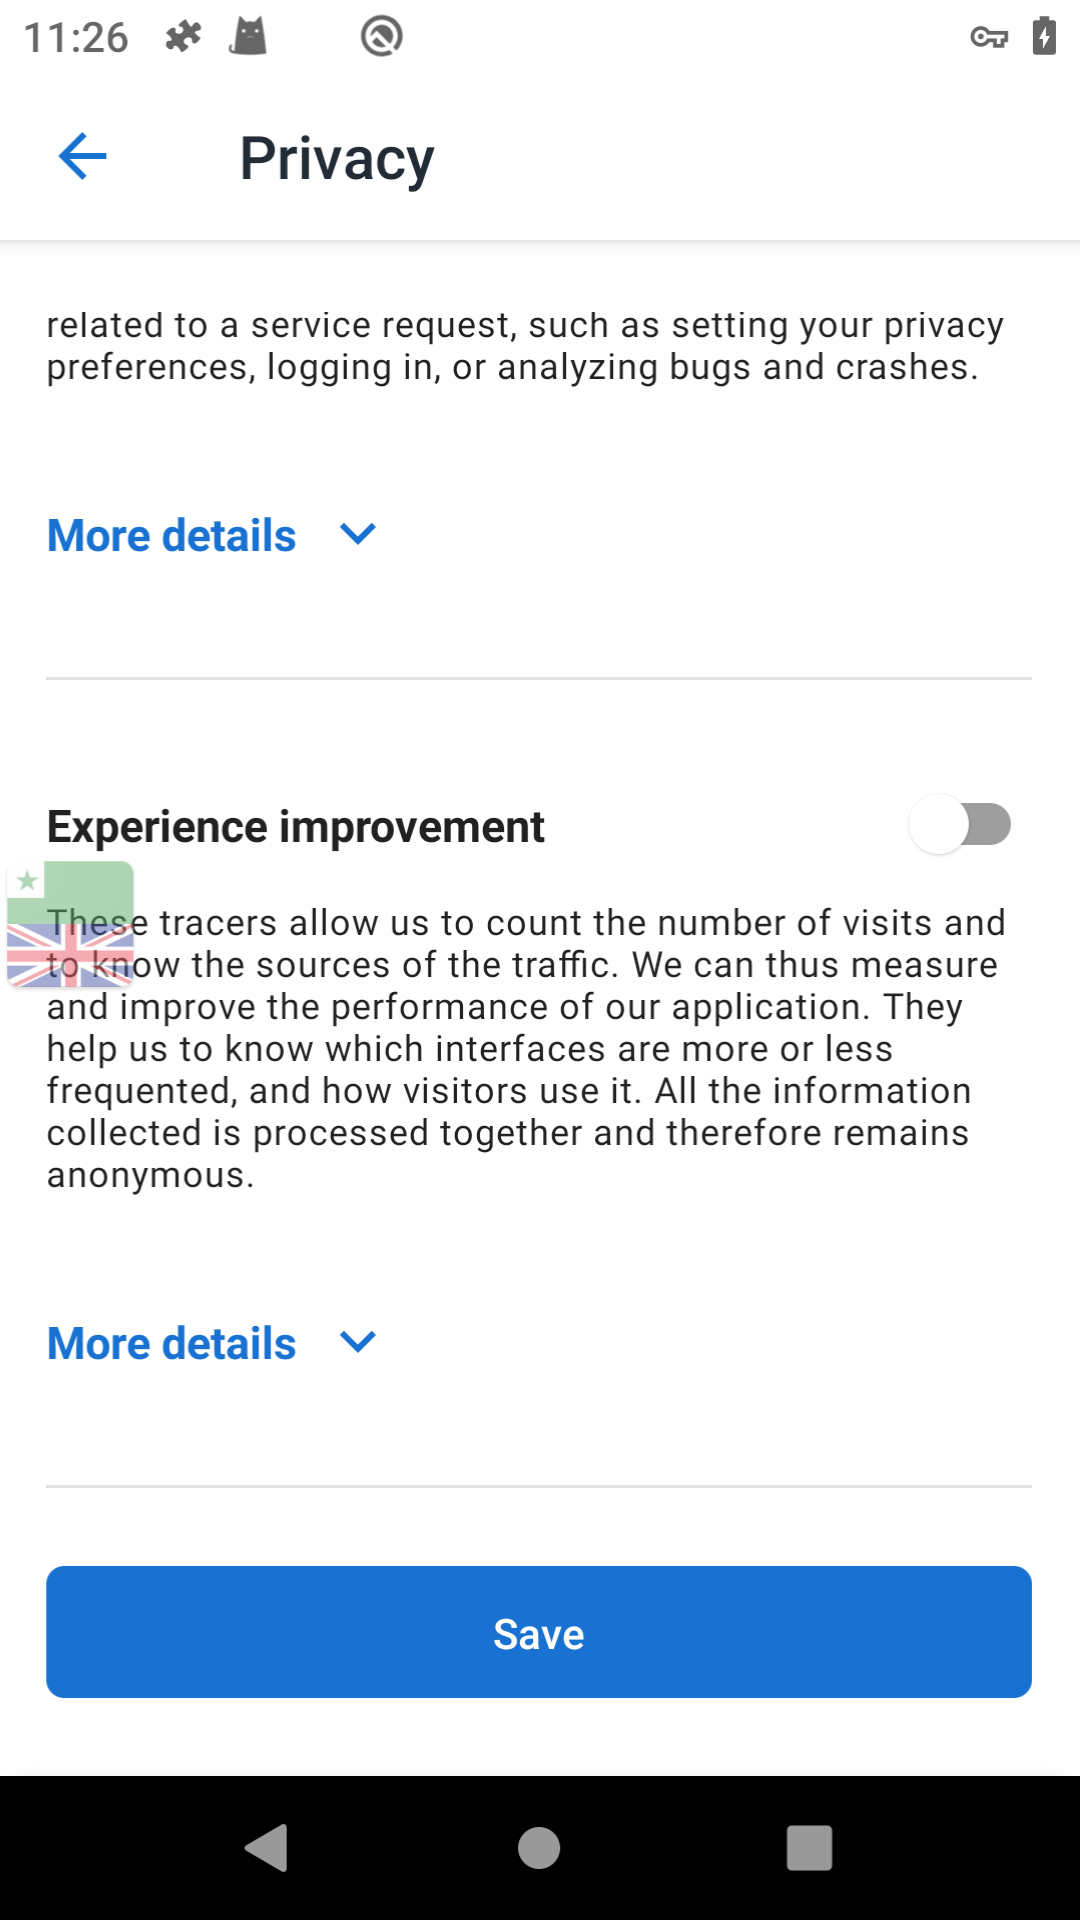 11:26
Privacy
related to a service request, such as setting your privacy
preferences, logging in, or analyzing bugs and crashes.
More details
Experience improvement
These tracers allow us to count the number of visits and
to know the sources of the traffic. We can thus measure
and improve the performance of our application. They
help us to know which interfaces are more or less
frequented, and how visitors use it. All the information
collected is processed together and therefore remains
anonymous.
More details
Save